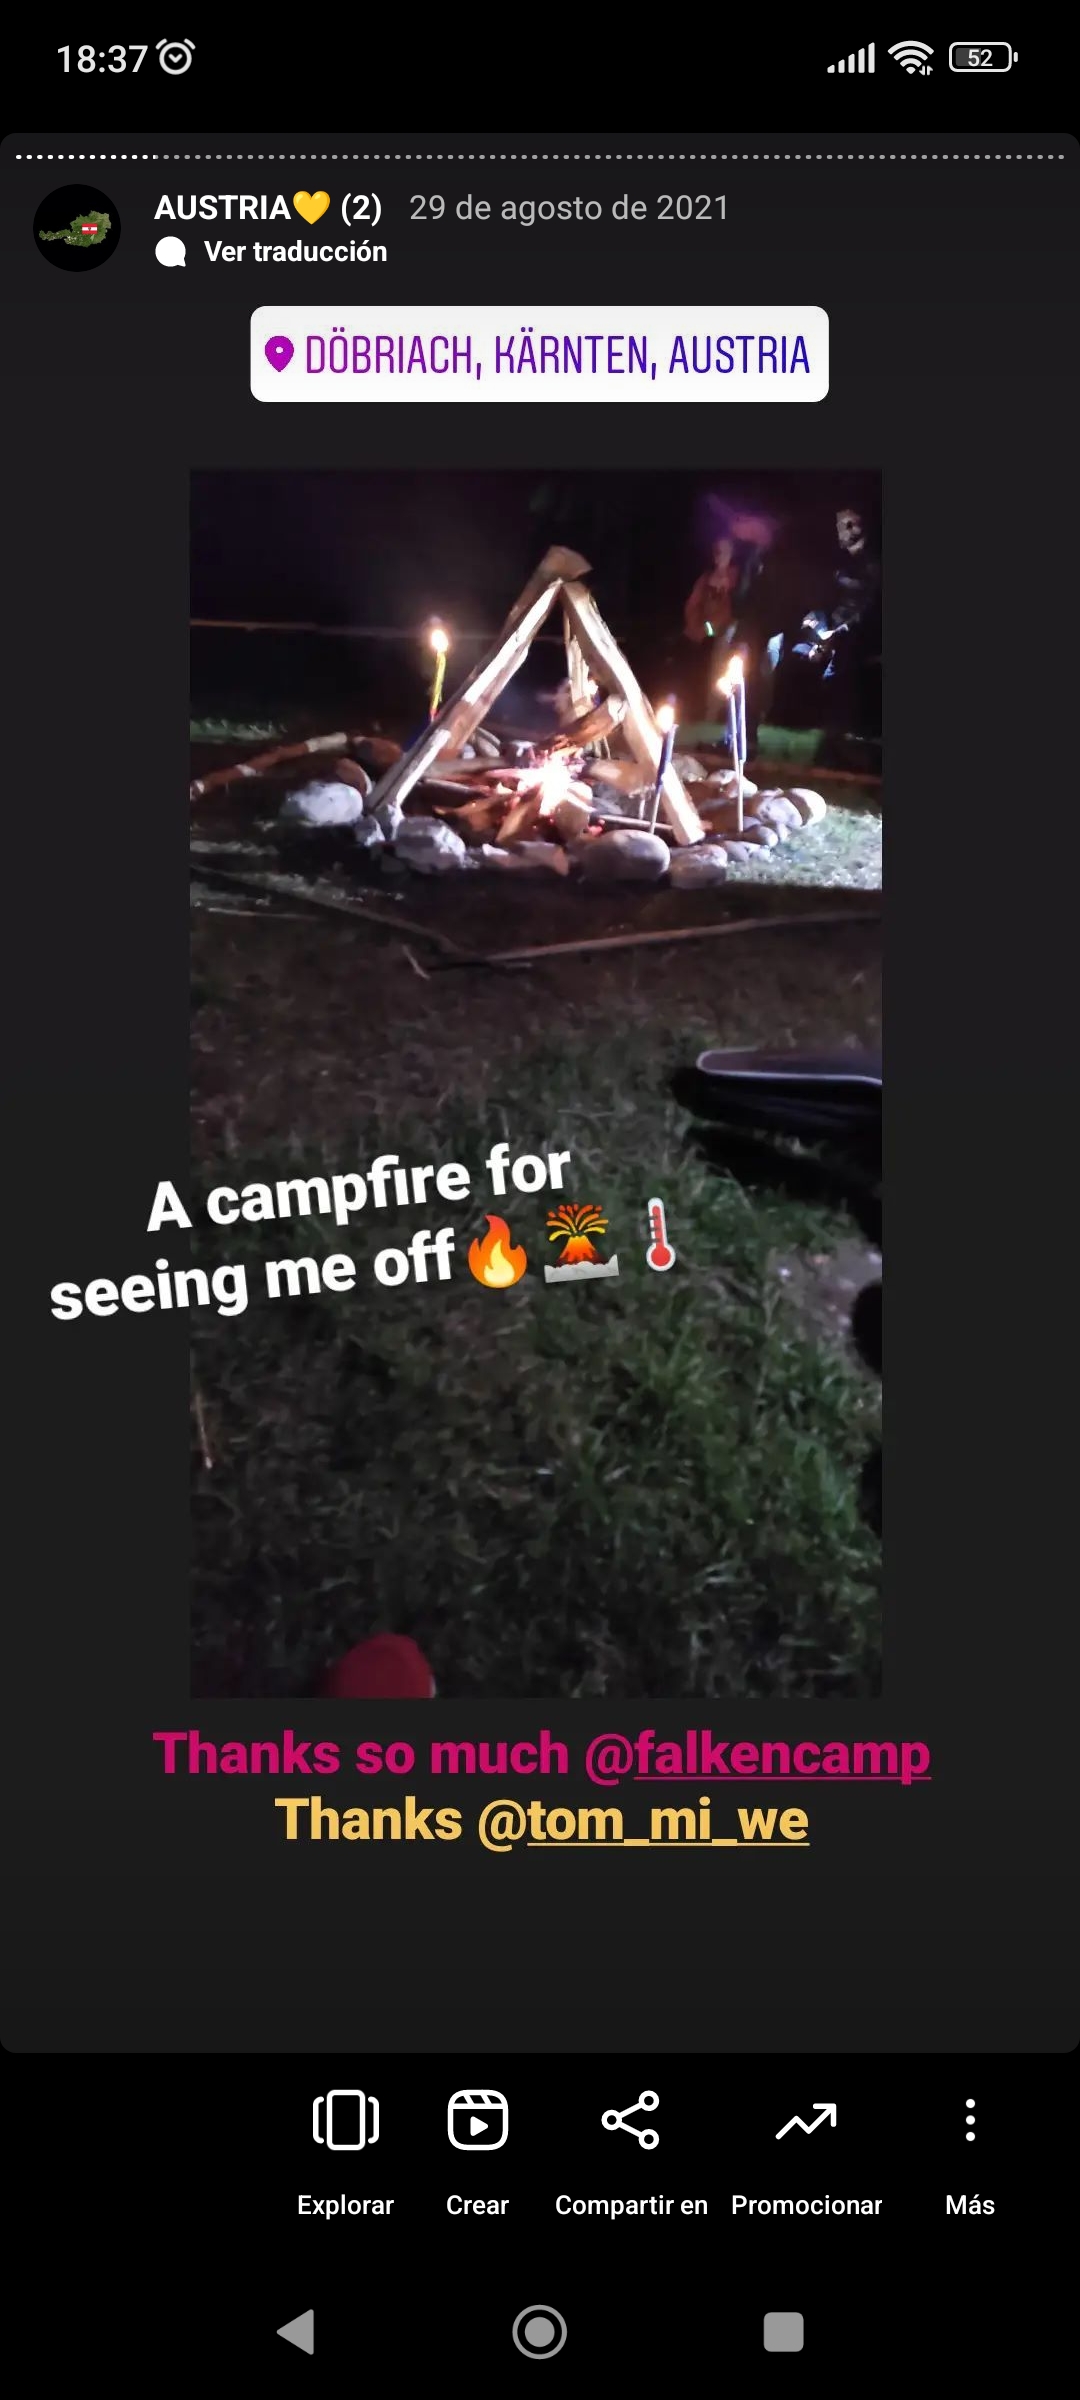 18:37
52
AUSTRIA💛 (2) 29 de agosto de 2021
Ver traducción
DÖBRIACH, KÄRNTEN, AUSTRIA
A campfire for
seeing me off🔥🌋🌡️
Thanks so much @falkencamp
Thanks @tom_mi_we
Explorar Crear Compartir en Promocionar Más